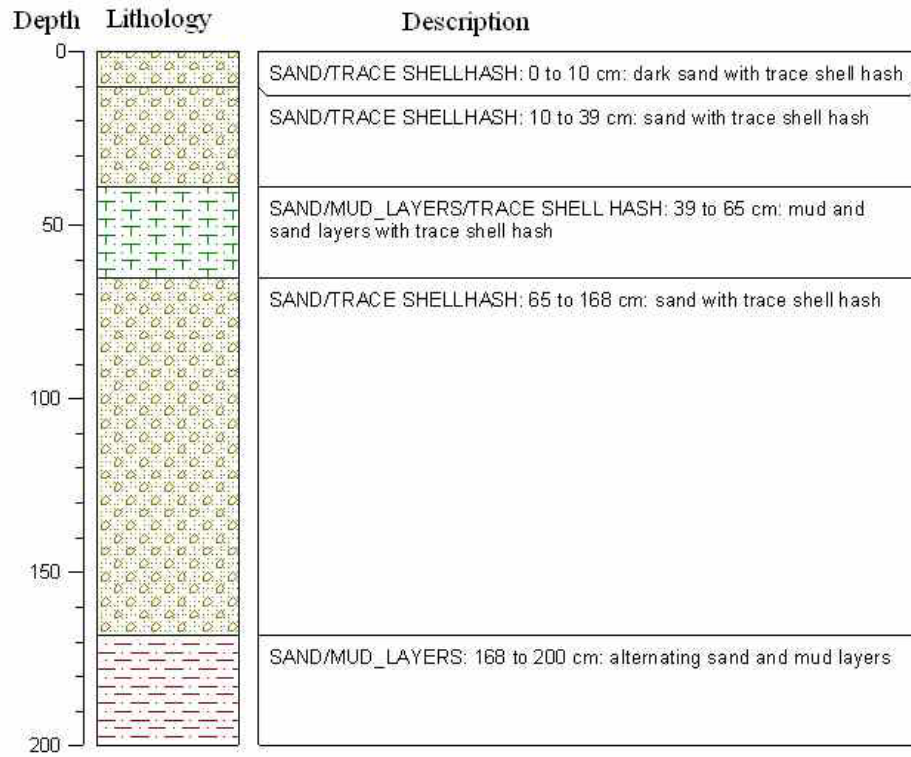 Depth Lithology Description
0
SAND/TRACE SHELLHASH: 0 to 10 cm: dark sand with trace shell hash
SAND/TRACE SHELLHASH: 10 to 39 cm: sand with trace shell hash
SAND/MUD_LAYERS/TRACE SHELL HASH: 39 to 65 cm: mud and
sand layers with trace shell hash
50
SAND/TRACE SHELLHASH: 65 to 168 cm: sand with trace shell hash
100
150
SAND/MUD_LAYERS: 168 to 200 cm: alternating sand and mud layers
200